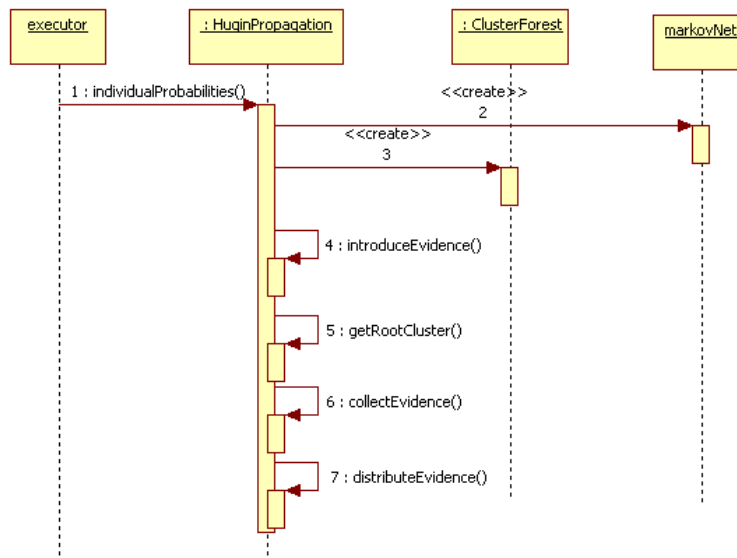 executor
: HuginPropagation
: ClusterForest
markovNet
1 : individualProbabilities()
<<create>>
2
<<create>>
3
4 : introduceEvidence()
5 : getRootCluster()
6 : collectEvidence()
7 : distributeEvidence()